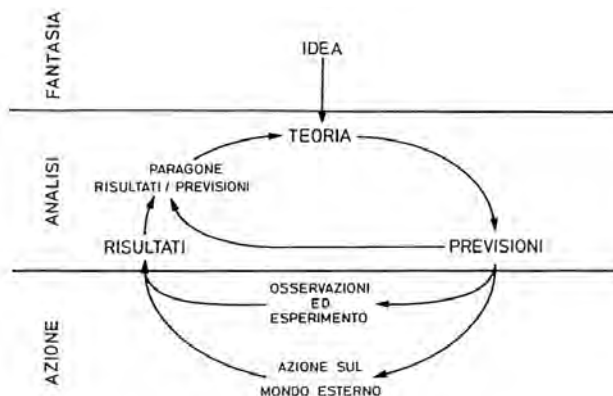 FANTASIA
IDEA
ANALISI
TEORIA
PARAGONE
RISULTATI / PREVISIONI
RISULTATI
PREVISIONI
AZIONE
OSSERVAZIONI
ED
ESPERIMENTO
AZIONE SUL
MONDO ESTERNO